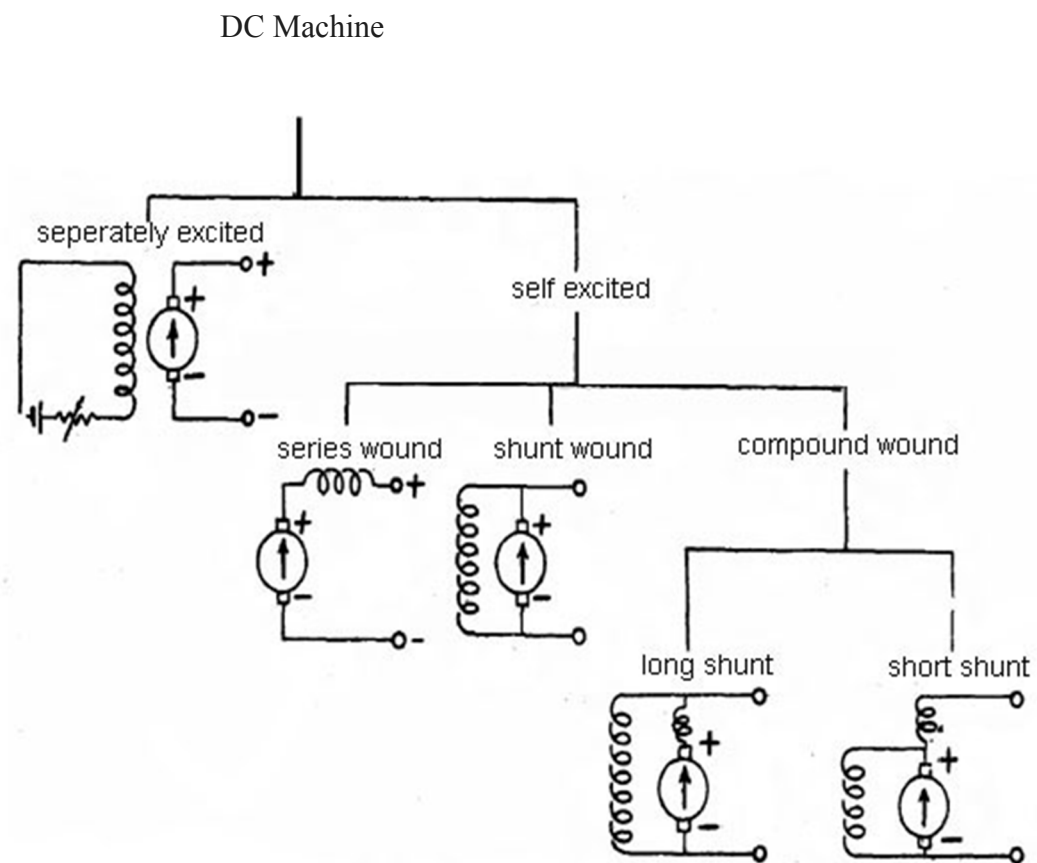 DC Machine
seperately excited
+
+
-
-
self excited
series wound
shunt wound
compound wound
+
+
-
-
+
-
long shunt
short shunt
+
-
+
-